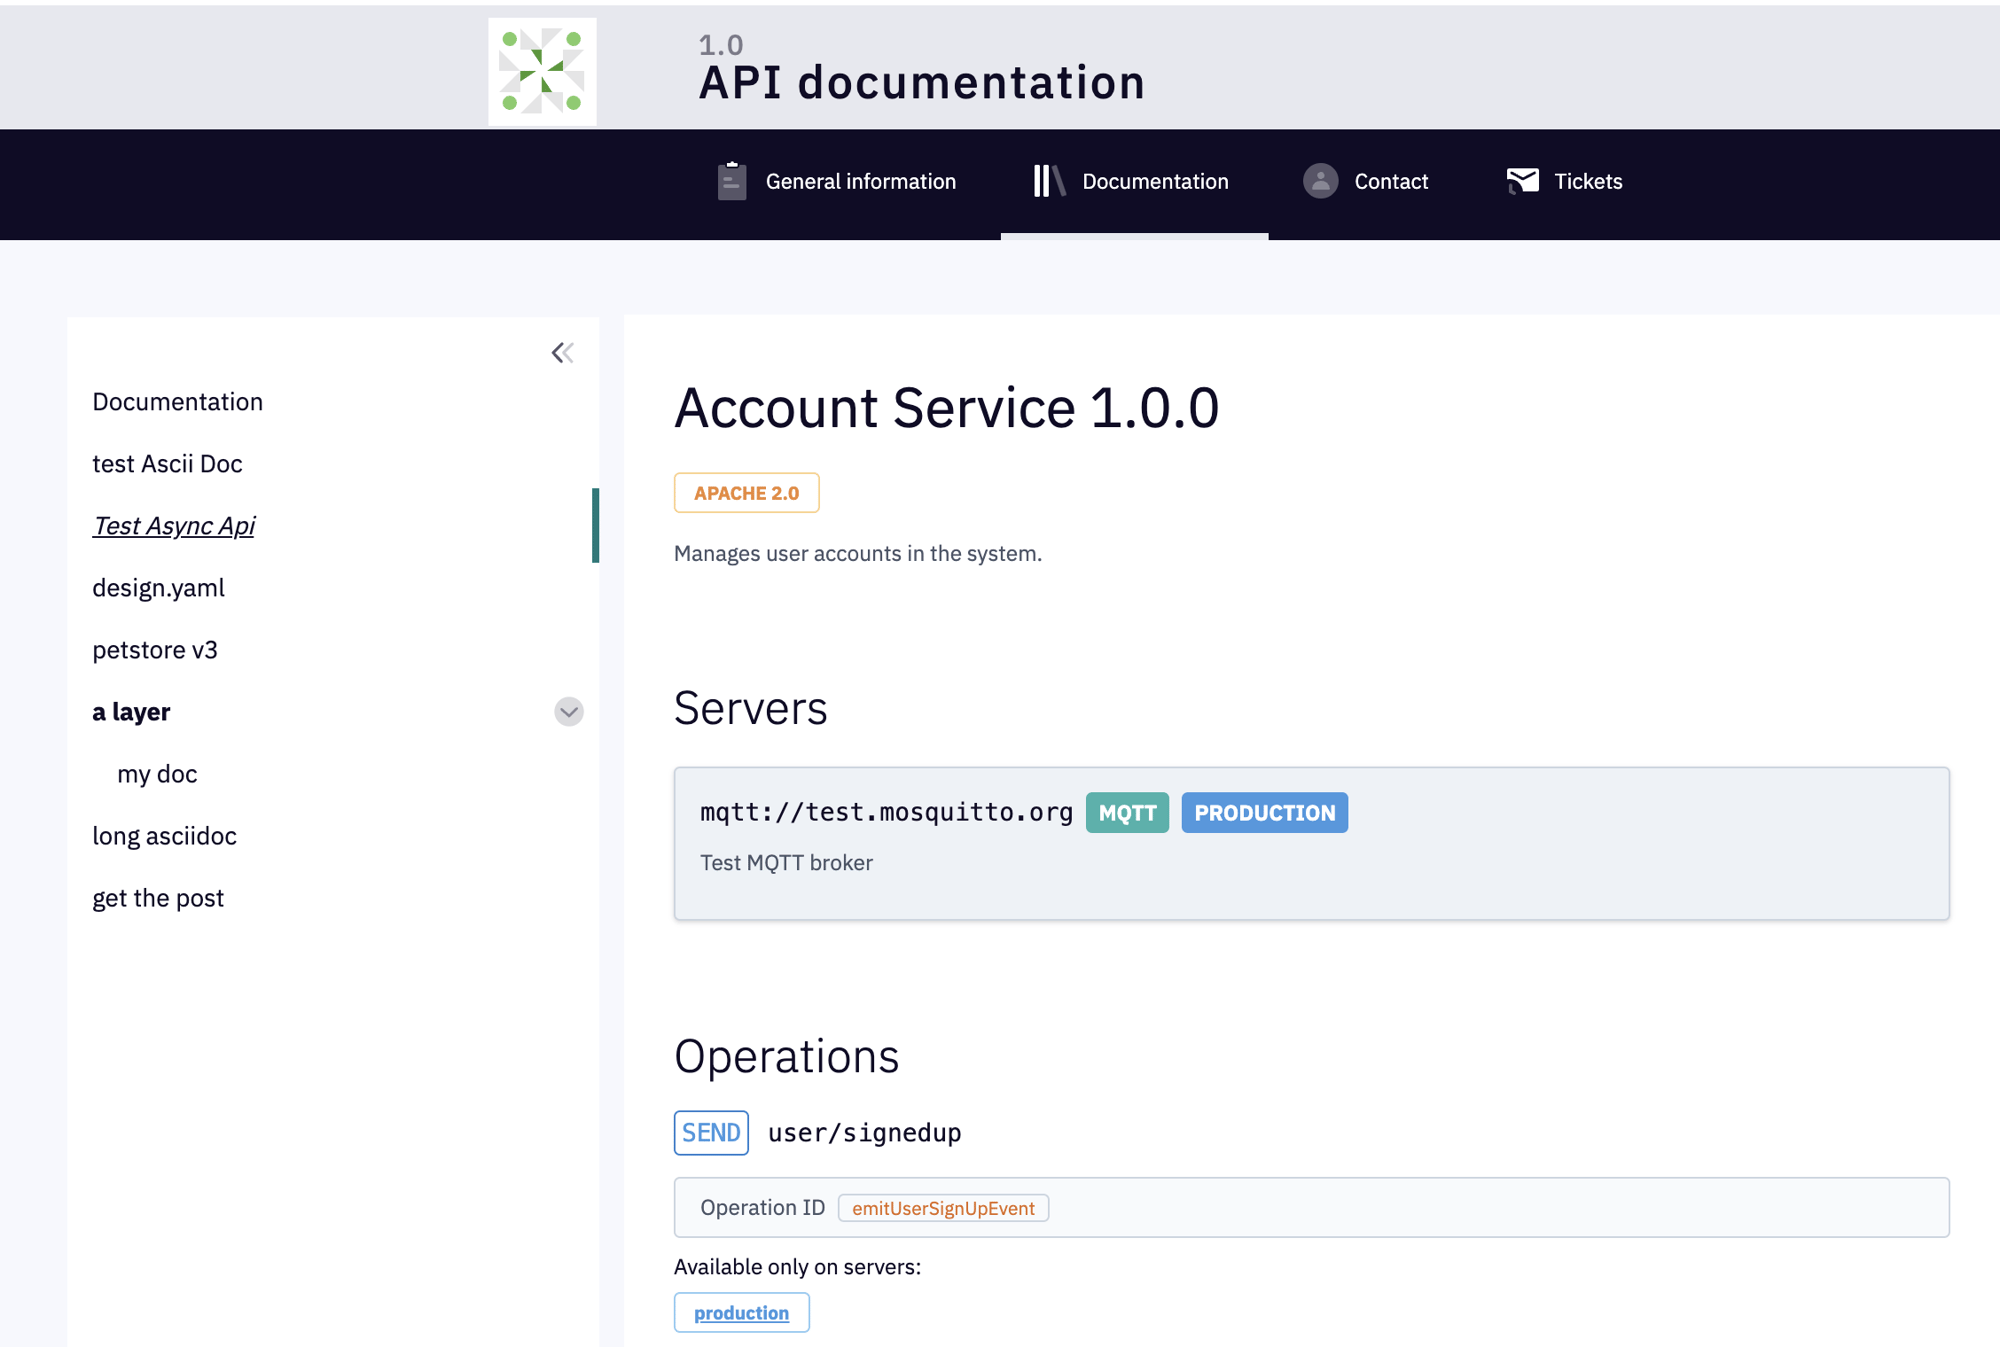 1.0
API documentation
General information
Documentation
Contact
Tickets
Documentation
test Ascii Doc
Test Async Api
design.yaml
petstore v3
a layer
my doc
long asciidoc
get the post
Account Service 1.0.0
APACHE 2.0
Manages user accounts in the system.
Servers
mqtt://test.mosquitto.org MQTT PRODUCTION
Test MQTT broker
Operations
SEND user/signedup
Operation ID emitUserSignUpEvent
Available only on servers:
production